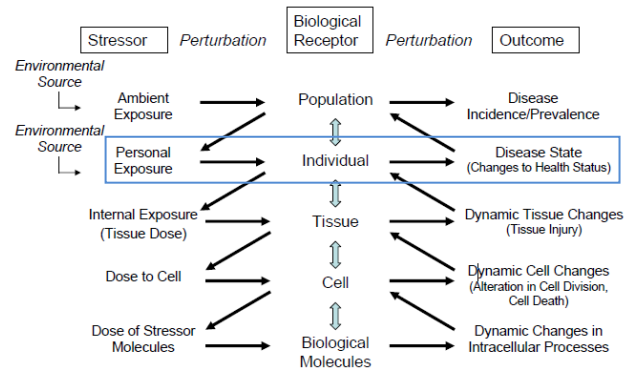 Stressor Perturbation Biological Receptor Perturbation Outcome
Environmental
Source
Ambient
Exposure
Population
Disease
Incidence/Prevalence
Environmental
Source
Personal
Exposure
Individual
Disease State
(Changes to Health Status)
Internal Exposure
(Tissue Dose)
Tissue
Dynamic Tissue Changes
(Tissue Injury)
Dose to Cell
Cell
Dynamic Cell Changes
(Alteration in Cell Division,
Cell Death)
Dose of Stressor
Molecules
Biological
Molecules
Dynamic Changes in
Intracellular Processes